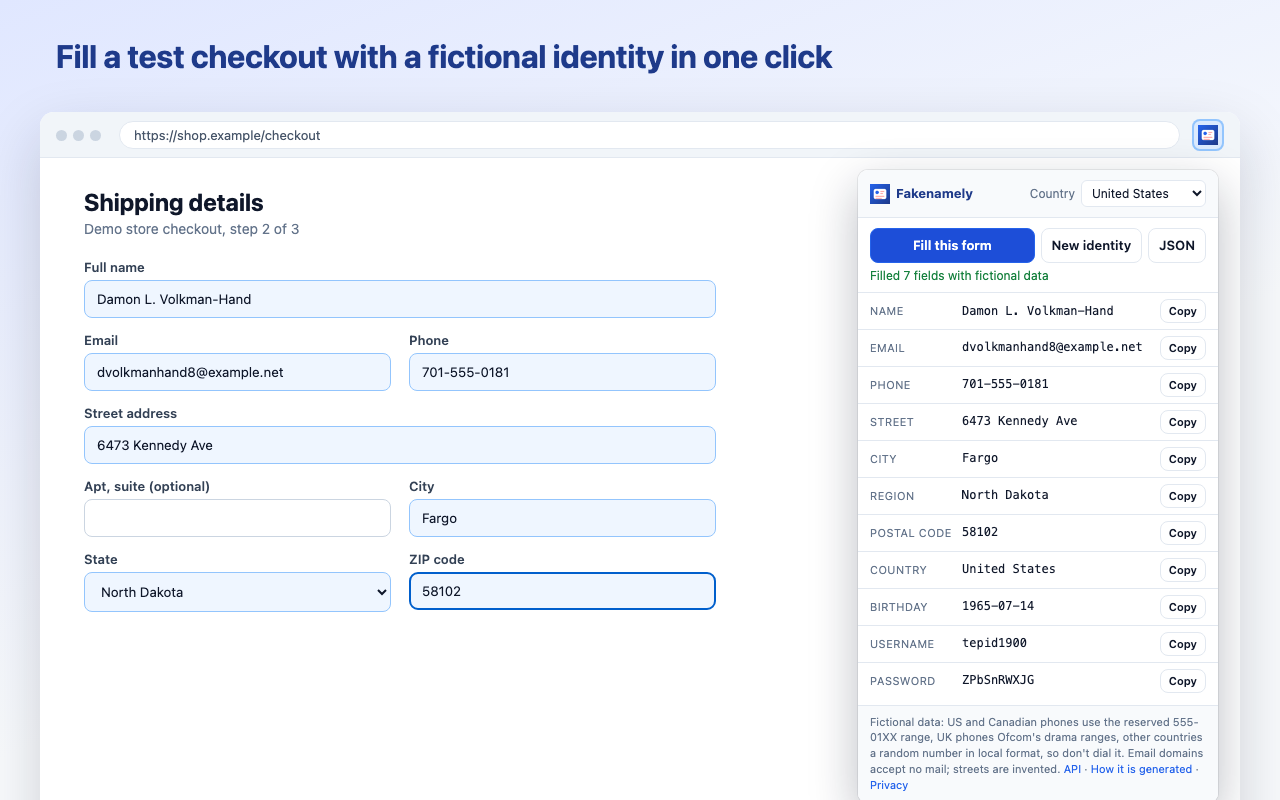 Fill a test checkout with a fictional identity in one click
https://shop.example/checkout
Shipping details
Demo store checkout, step 2 of 3
Full name
Damon L. Volkman-Hand
Email
Phone
dvolkmanhand8@example.net
701-555-0181
Street address
6473 Kennedy Ave
Apt, suite (optional)
City
Fargo
State
ZIP code
North Dakota
58102
Fakenamely
Country
United States
Fill this form
New identity
JSON
Filled 7 fields with fictional data
NAME Damon L. Volkman-Hand Copy
EMAIL dvolkmanhand8@example.net Copy
PHONE 701-555-0181 Copy
STREET 6473 Kennedy Ave Copy
CITY Fargo Copy
REGION North Dakota Copy
POSTAL CODE 58102 Copy
COUNTRY United States Copy
BIRTHDAY 1965-07-14 Copy
USERNAME tepid1900 Copy
PASSWORD ZPbSnRWXJG Copy
Fictional data: US and Canadian phones use the reserved 555-
01XX range, UK phones Ofcom's drama ranges, other countries
a random number in local format, so don't dial it. Email domains
accept no mail; streets are invented. API · How it is generated ·
Privacy